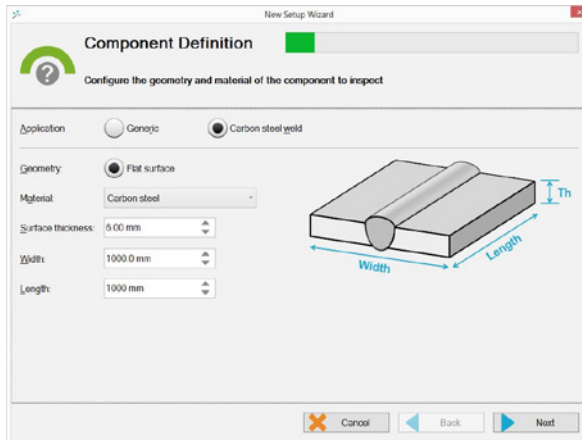 New Setup Wizard
Component Definition
Configure the geometry and material of the component to inspect
Application Generic Carbon steel weld
Geometry: Flat surface
Material: Carbon steel
Surface thickness: 6.00 mm
Width: 1000.0 mm
Length: 1000 mm
Th
Length
Width
Cancel Back Next